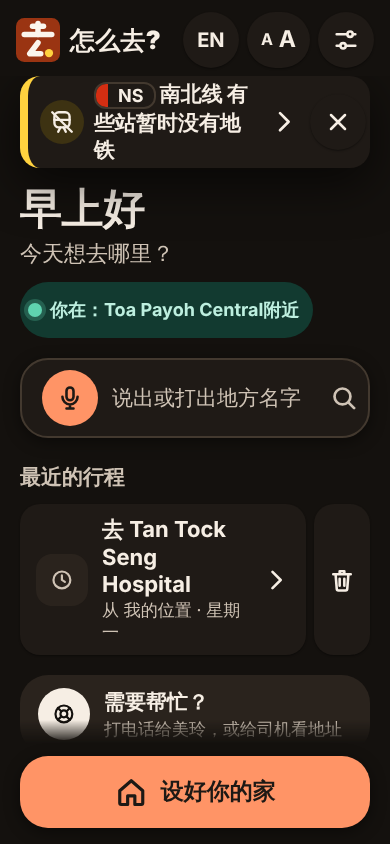 去 怎么去? EN A A
NS 南北线 有
些站暂时没有地
铁
早上好
今天想去哪里？
你在：Toa Payoh Central附近
说出或打出地方名字
最近的行程
去 Tan Tock
Seng
Hospital
从 我的位置 · 星期
一
需要帮忙？
打电话给美玲，或给司机看地址
设好你的家